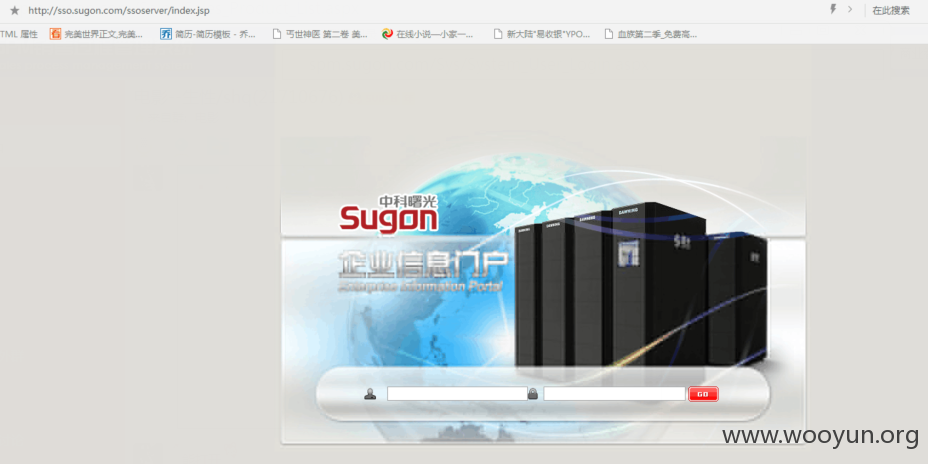 http://sso.sugon.com/ssoserver/index.jsp
在此搜索
TML 属性
完美世界正文,完美...
简历-简历模板 - 乔...
丐世神医 第二卷 美...
在线小说—小家一...
新大陆"易收银"YPO...
血族第二季_免费高...
中科曙光
Sugon
企业信息门户
Enterprise Information Portal
GO
www.wooyun.org